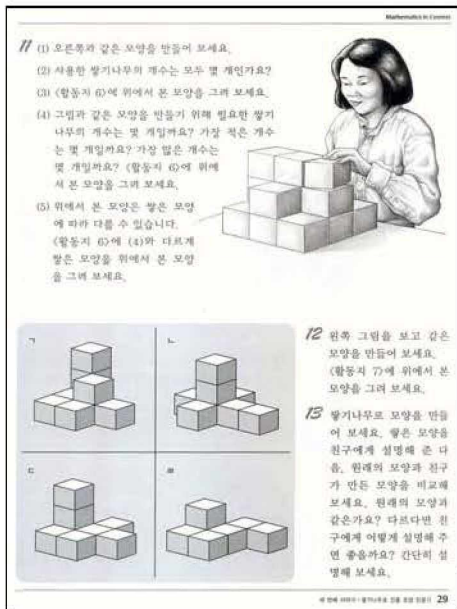 Mathematics in Context
11 (1) 오른쪽과 같은 모양을 만들어 보세요.
(2) 사용한 쌓기나무의 개수는 모두 몇 개인가요?
(3) 〈활동지 6〉에 위에서 본 모양을 그려 보세요.
(4) 그림과 같은 모양을 만들기 위해 필요한 쌓기
나무의 개수는 몇 개일까요? 가장 적은 개수
는 몇 개일까요? 가장 많은 개수는
몇 개일까요? 〈활동지 6〉에 위에
서 본 모양을 그려 보세요.
(5) 위에서 본 모양은 쌓은 모양
에 따라 다를 수 있습니다.
〈활동지 6〉에 (4)와 다르게
쌓은 모양을 위에서 본 모양
을 그려 보세요.
ㄱ
ㄴ
ㄷ
ㄹ
12 왼쪽 그림을 보고 같은
모양을 만들어 보세요.
〈활동지 7〉에 위에서 본
모양을 그려 보세요.
13 쌓기나무로 모양을 만들
어 보세요. 쌓은 모양을
친구에게 설명해 준 다
음, 원래의 모양과 친구
가 만든 모양을 비교해
보세요. 원래의 모양과
같은가요? 다르다면 친
구에게 어떻게 설명해 주
면 좋을까요? 간단히 설
명해 보세요.
29